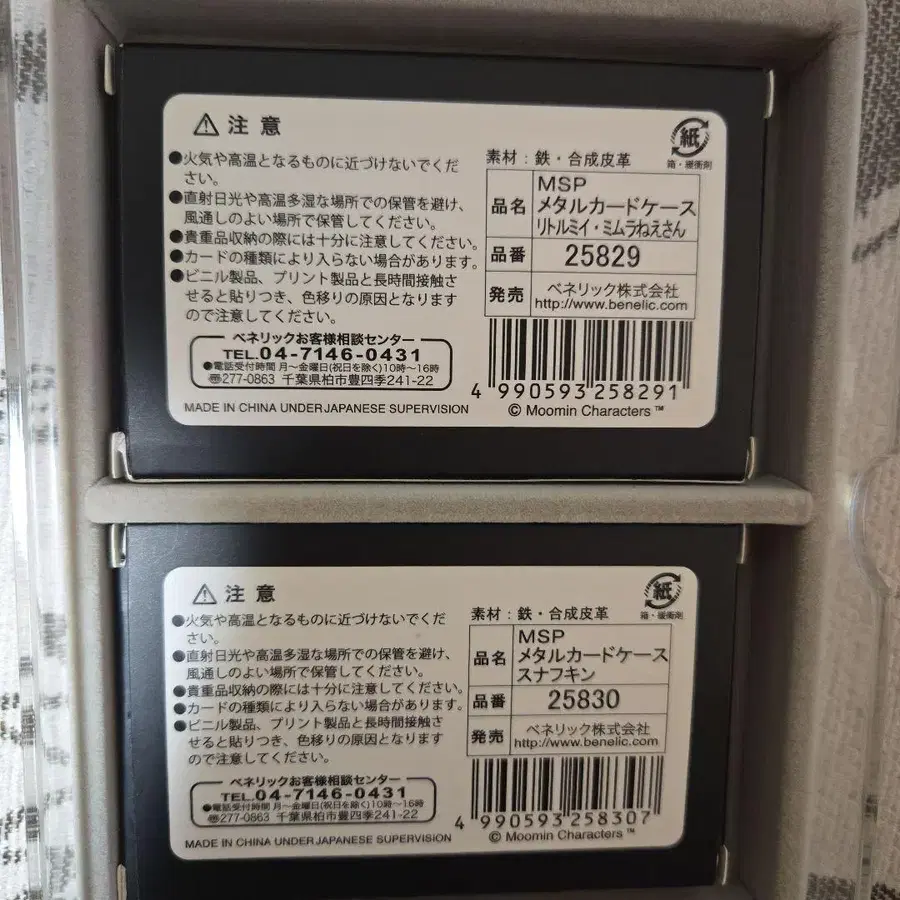 ⚠ 注意
●火気や高温となるものに近づけないでくだ
さい。
●直射日光や高温多湿な場所での保管を避け、
風通しのよい場所で保管してください。
●貴重品収納の際には十分に注意してください。
●カードの種類により入らない場合があります。
●ビニル製品、プリント製品と長時間接触さ
せると貼りつき、色移りの原因となります
ので注意してください。
ベネリックお客様相談センター
TEL.04-7146-0431
●電話受付時間 月～金曜日(祝日を除く)10時～16時
〠277-0863 千葉県柏市豊四季241-22
MADE IN CHINA UNDER JAPANESE SUPERVISION
紙
箱・緩衝剤
素材：鉄・合成皮革
品名 MSP
メタルカードケース
リトルミイ・ミムラねえさん
品番 25829
発売 ベネリック株式会社
http://www.benelic.com
4 990593 258291
© Moomin Characters ™
⚠ 注意
●火気や高温となるものに近づけないでくだ
さい。
●直射日光や高温多湿な場所での保管を避け、
風通しのよい場所で保管してください。
●貴重品収納の際には十分に注意してください。
●カードの種類により入らない場合があります。
●ビニル製品、プリント製品と長時間接触さ
せると貼りつき、色移りの原因となります
ので注意してください。
ベネリックお客様相談センター
TEL.04-7146-0431
●電話受付時間 月～金曜日(祝日を除く)10時～16時
〠277-0863 千葉県柏市豊四季241-22
MADE IN CHINA UNDER JAPANESE SUPERVISION
紙
箱・緩衝剤
素材：鉄・合成皮革
品名 MSP
メタルカードケース
スナフキン
品番 25830
発売 ベネリック株式会社
http://www.benelic.com
4 990593 258307
© Moomin Characters ™